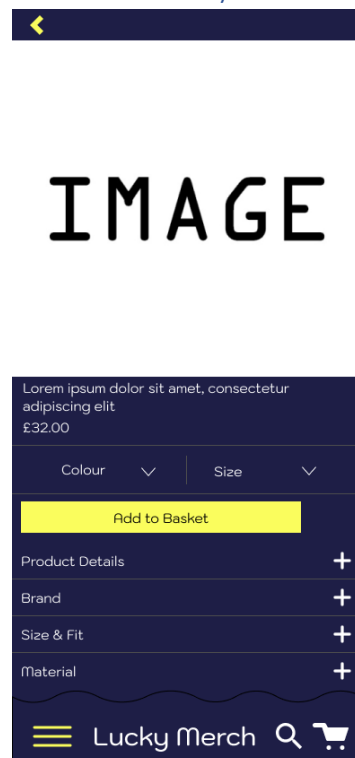 IMAGE
Lorem ipsum dolor sit amet, consectetur
adipiscing elit
£32.00
Colour Size
Add to Basket
Product Details
Brand
Size & Fit
Material
Lucky Merch